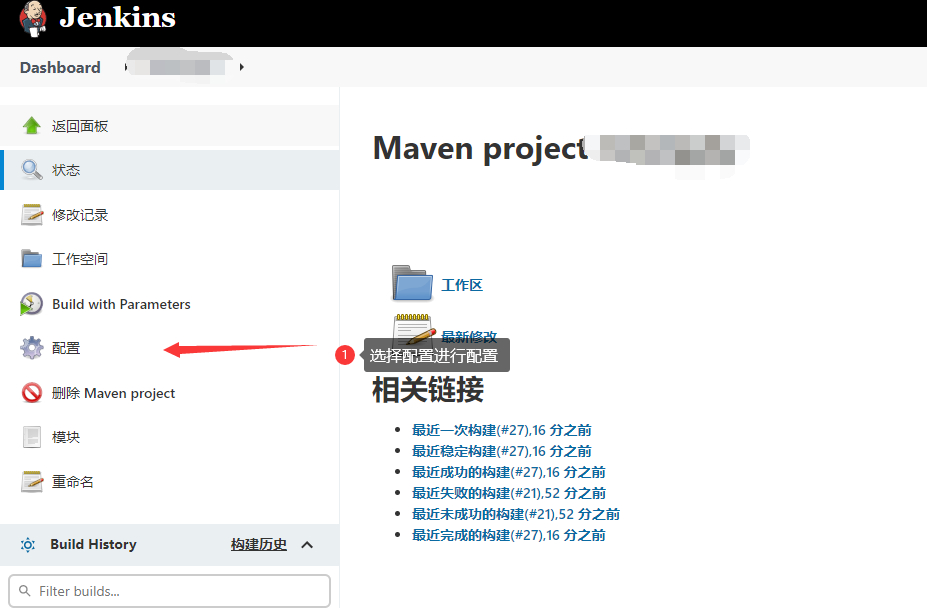 Jenkins
Dashboard
返回面板
状态
修改记录
工作空间
Build with Parameters
配置
删除 Maven project
模块
重命名
Build History 构建历史
Filter builds...
Maven project
工作区
最新修改
1 选择配置进行配置
相关链接
最近一次构建(#27),16 分之前
最近稳定构建(#27),16 分之前
最近成功的构建(#27),16 分之前
最近失败的构建(#21),52 分之前
最近未成功的构建(#21),52 分之前
最近完成的构建(#27),16 分之前